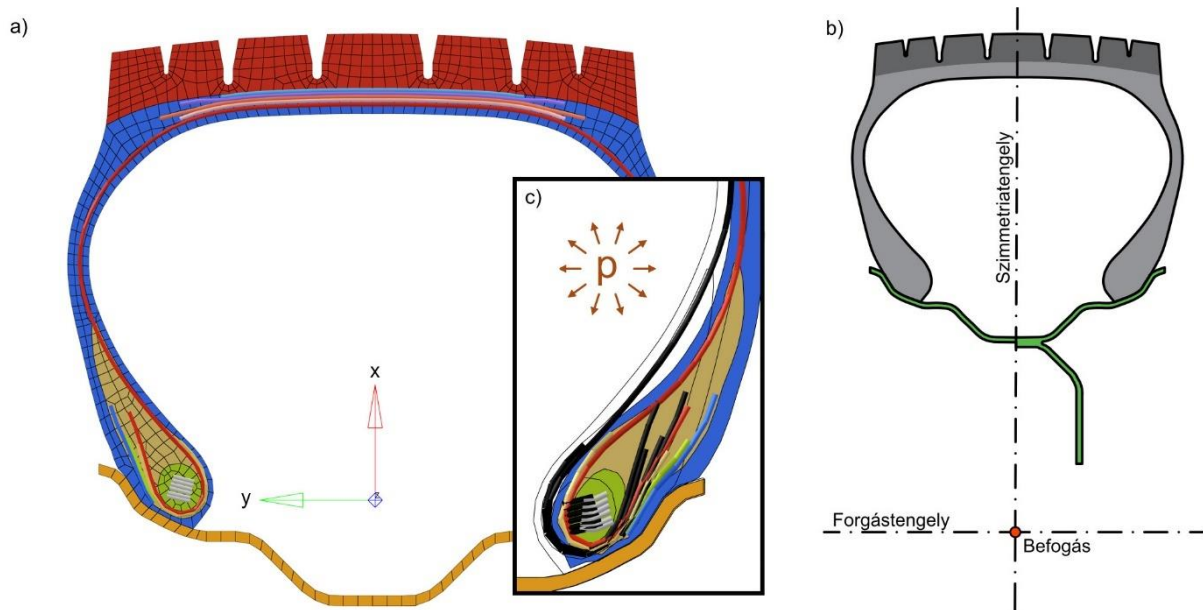 a)
x
y
z
c)
p
b)
Szimmetriatengely
Forgástengely
Befogás